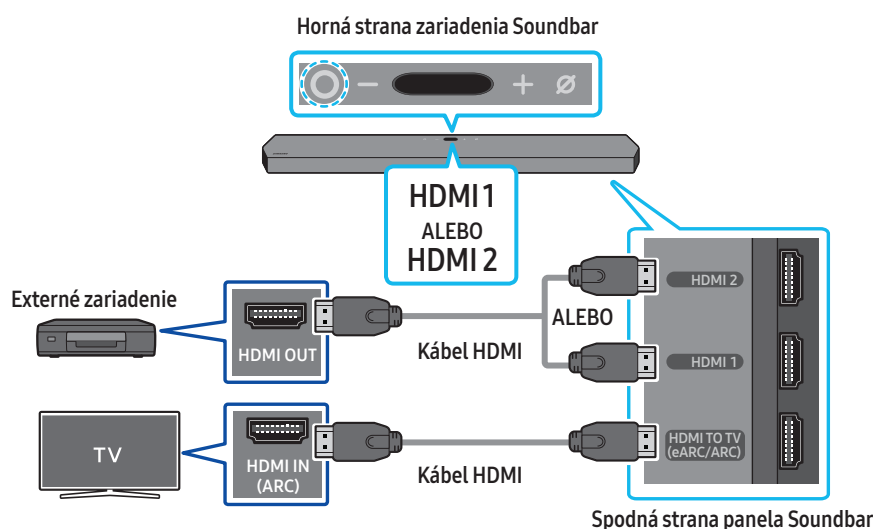 Horná strana zariadenia Soundbar
HDMI 1
ALEBO
HDMI 2
Externé zariadenie
HDMI OUT
Kábel HDMI
ALEBO
HDMI 2
HDMI 1
TV
HDMI IN
(ARC)
Kábel HDMI
HDMI TO TV
(eARC/ARC)
Spodná strana panela Soundbar